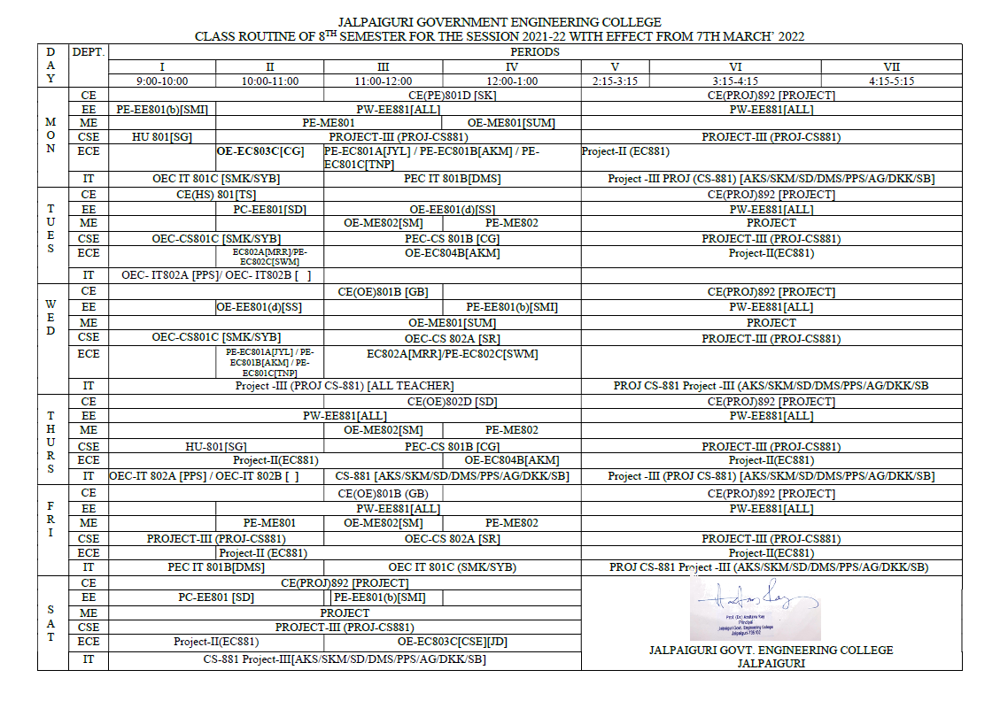 JALPAIGURI GOVERNMENT ENGINEERING COLLEGE
CLASS ROUTINE OF 8TH SEMESTER FOR THE SESSION 2021-22 WITH EFFECT FROM 7TH MARCH' 2022
DAY DEPT. PERIODS
I II III IV V VI VII
9:00-10:00 10:00-11:00 11:00-12:00 12:00-1:00 2:15-3:15 3:15-4:15 4:15-5:15
MON
CE CE(PE)801D [SK] CE(PROJ)892 [PROJECT]
EE PE-EE801(b)[SMI] PW-EE881[ALL] PW-EE881[ALL]
ME PE-ME801 OE-ME801[SUM]
CSE HU 801[SG] PROJECT-III (PROJ-CS881) PROJECT-III (PROJ-CS881)
ECE OE-EC803C[CG] PE-EC801A[JYL] / PE-EC801B[AKM] / PE- Project-II (EC881)
EC801C[TNP]
IT OEC IT 801C [SMK/SYB] PEC IT 801B[DMS] Project -III PROJ (CS-881) [AKS/SKM/SD/DMS/PPS/AG/DKK/SB]
TUES
CE CE(HS) 801[TS] CE(PROJ)892 [PROJECT]
EE PC-EE801[SD] OE-EE801(d)[SS] PW-EE881[ALL]
ME OE-ME802[SM] PE-ME802 PROJECT
CSE OEC-CS801C [SMK/SYB] PEC-CS 801B [CG] PROJECT-III (PROJ-CS881)
ECE EC802A[MRR]/PE- OE-EC804B[AKM] Project-II(EC881)
EC802C[SWM]
IT OEC- IT802A [PPS]/ OEC- IT802B [ ]
WED
CE CE(OE)801B [GB] CE(PROJ)892 [PROJECT]
EE OE-EE801(d)[SS] PE-EE801(b)[SMI] PW-EE881[ALL]
ME OE-ME801[SUM] PROJECT
CSE OEC-CS801C [SMK/SYB] OEC-CS 802A [SR] PROJECT-III (PROJ-CS881)
ECE PE-EC801A[JYL] / PE- EC802A[MRR]/PE-EC802C[SWM]
EC801B[AKM] / PE-
EC801C[TNP]
IT Project -III (PROJ CS-881) [ALL TEACHER] PROJ CS-881 Project -III (AKS/SKM/SD/DMS/PPS/AG/DKK/SB
THURS
CE CE(OE)802D [SD] CE(PROJ)892 [PROJECT]
EE PW-EE881[ALL] PW-EE881[ALL]
ME OE-ME802[SM] PE-ME802
CSE HU-801[SG] PEC-CS 801B [CG] PROJECT-III (PROJ-CS881)
ECE Project-II(EC881) OE-EC804B[AKM] Project-II(EC881)
IT OEC-IT 802A [PPS] / OEC-IT 802B [ ] CS-881 [AKS/SKM/SD/DMS/PPS/AG/DKK/SB] Project -III (PROJ CS-881) [AKS/SKM/SD/DMS/PPS/AG/DKK/SB]
FRI
CE CE(OE)801B (GB) CE(PROJ)892 [PROJECT]
EE PW-EE881[ALL] PW-EE881[ALL]
ME PE-ME801 OE-ME802[SM] PE-ME802
CSE PROJECT-III (PROJ-CS881) OEC-CS 802A [SR] PROJECT-III (PROJ-CS881)
ECE Project-II (EC881) Project-II(EC881)
IT PEC IT 801B[DMS] OEC IT 801C (SMK/SYB) PROJ CS-881 Project -III (AKS/SKM/SD/DMS/PPS/AG/DKK/SB)
SAT
CE CE(PROJ)892 [PROJECT]
EE PC-EE801 [SD] PE-EE801(b)[SMI]
ME PROJECT
CSE PROJECT-III (PROJ-CS881)
ECE Project-II(EC881) OE-EC803C[CSE][JD]
IT CS-881 Project-III[AKS/SKM/SD/DMS/PPS/AG/DKK/SB]
Prof. (Dr.) Ray
Principal
Jalpaiguri Govt. Engineering College
Jalpaiguri-735102
JALPAIGURI GOVT. ENGINEERING COLLEGE
JALPAIGURI